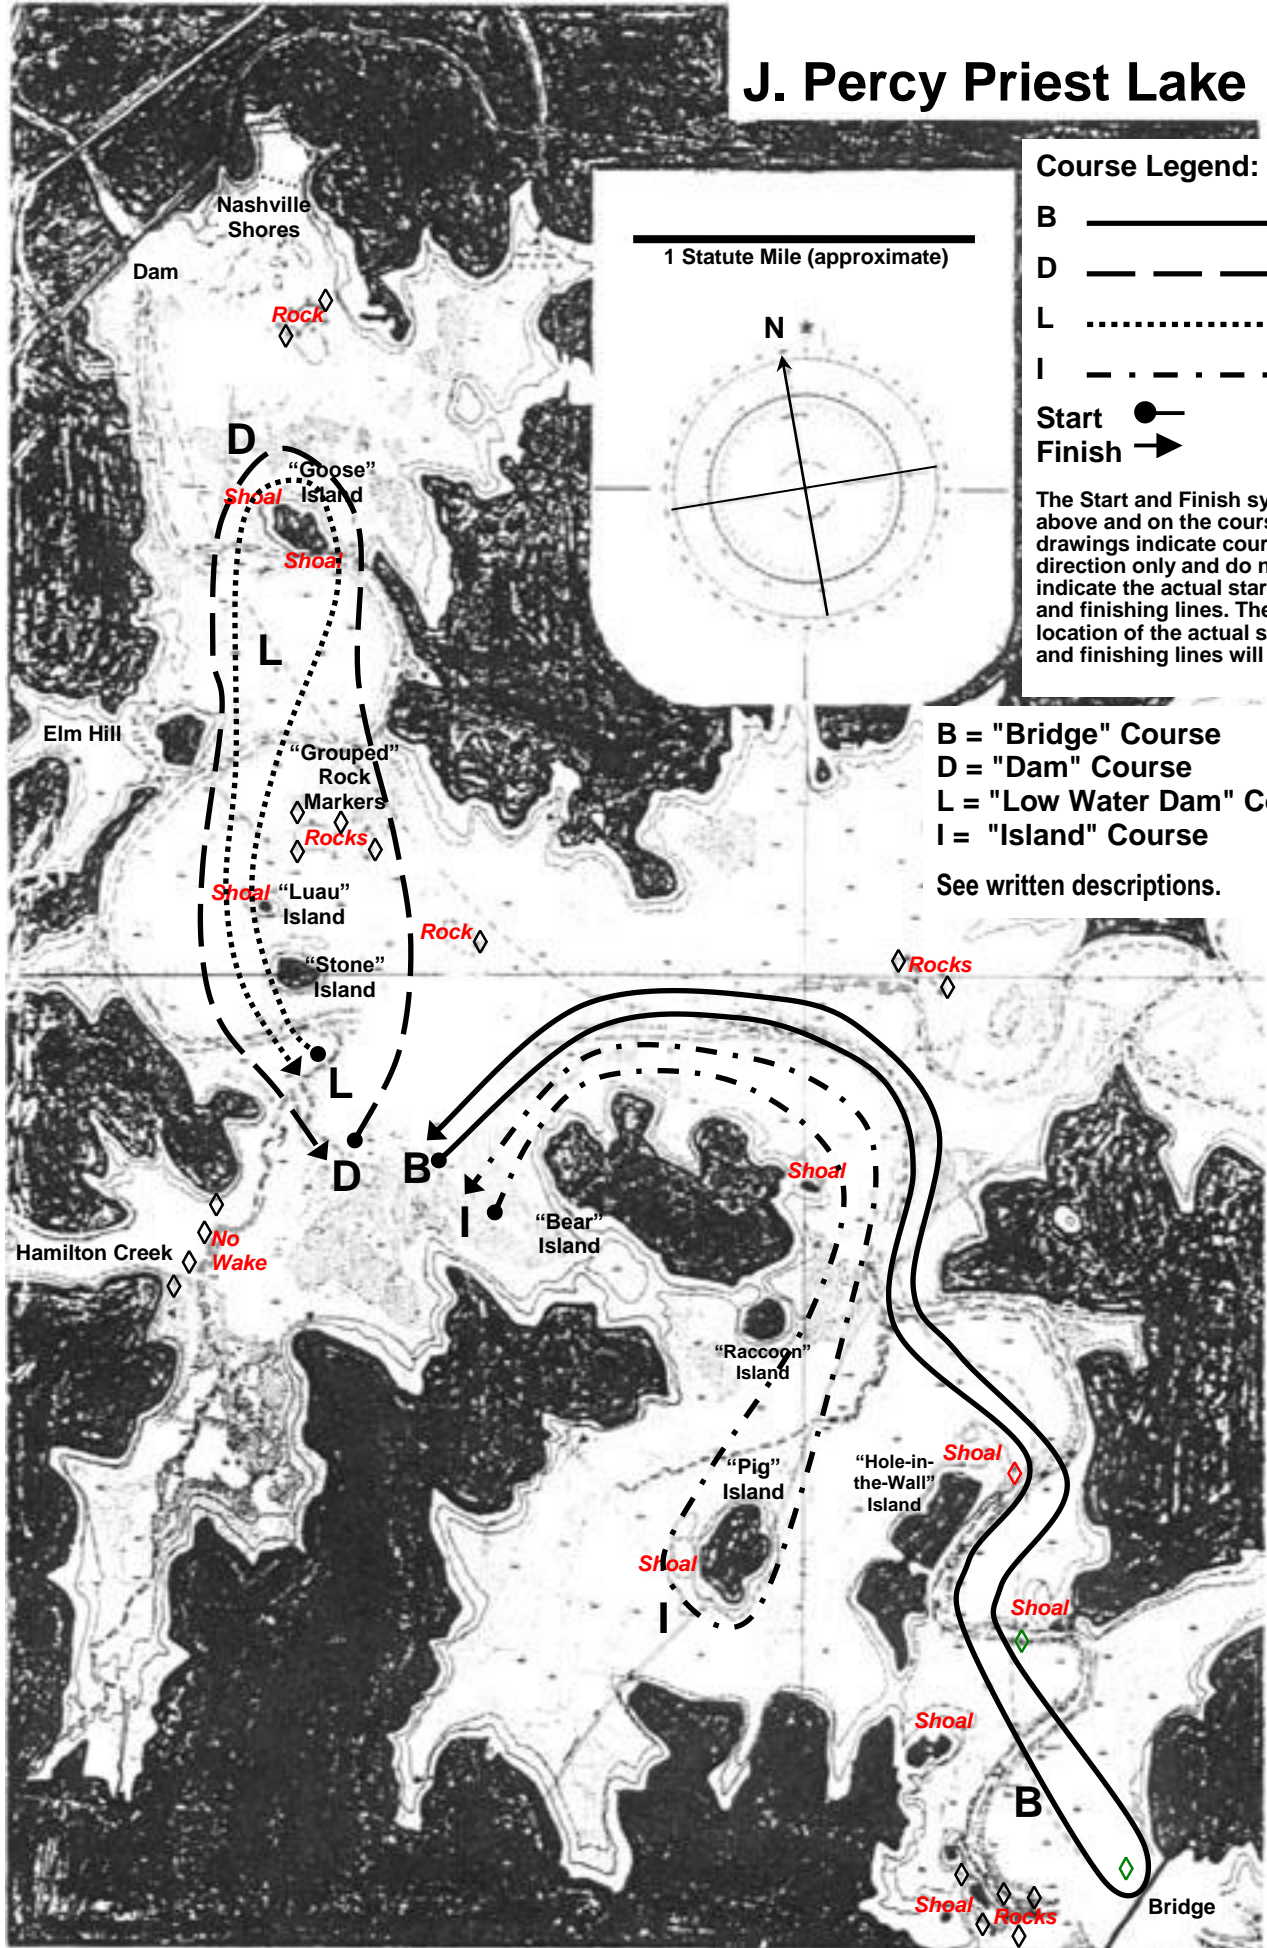 J. Percy Priest Lake
Course Legend:
B
D
L
I
Start
Finish
The Start and Finish sy
above and on the cours
drawings indicate cour
direction only and do n
indicate the actual star
and finishing lines. The
location of the actual s
and finishing lines will
B = "Bridge" Course
D = "Dam" Course
L = "Low Water Dam" Co
I = "Island" Course
See written descriptions.
1 Statute Mile (approximate)
N
Nashville
Shores
Dam
Rock
D
“Goose”
Island
Shoal
Shoal
L
Elm Hill
“Grouped”
Rock
Markers
Rocks
Shoal
“Luau”
Island
Rock
“Stone”
Island
Rocks
L
D
B
I
Shoal
“Bear”
Island
No
Wake
Hamilton Creek
“Raccoon”
Island
“Pig”
Island
“Hole-in-
the-Wall”
Island
Shoal
Shoal
I
Shoal
Shoal
B
Shoal
Rocks
Bridge